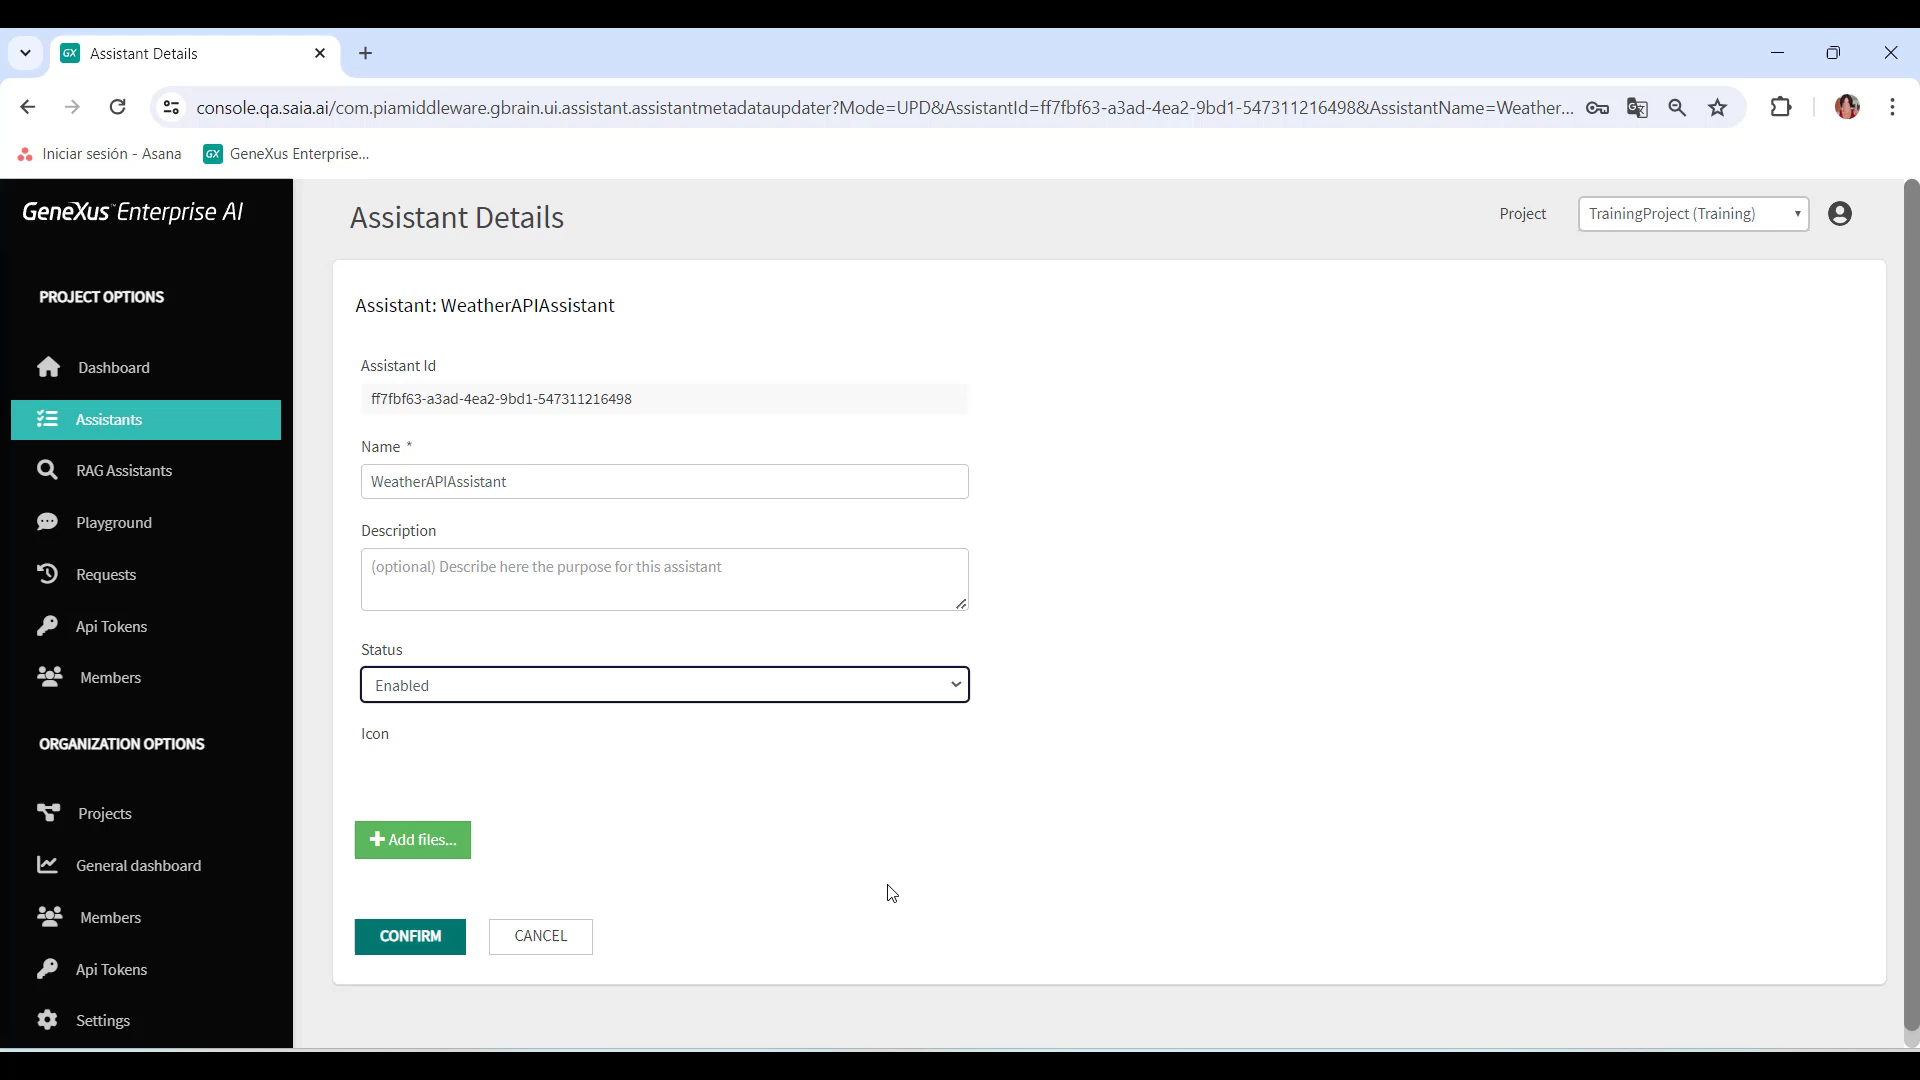 GX Assistant Details
console.qa.saia.ai/com.piamiddleware.gbrain.ui.assistant.assistantmetadataupdater?Mode=UPD&AssistantId=ff7fbf63-a3ad-4ea2-9bd1-547311216498&AssistantName=Weather...
Iniciar sesión - Asana GX GeneXus Enterprise...
GeneXus™ Enterprise AI
PROJECT OPTIONS
Dashboard
Assistants
RAG Assistants
Playground
Requests
Api Tokens
Members
ORGANIZATION OPTIONS
Projects
General dashboard
Members
Api Tokens
Settings
Assistant Details
Project TrainingProject (Training)
Assistant: WeatherAPIAssistant
Assistant Id
ff7fbf63-a3ad-4ea2-9bd1-547311216498
Name *
WeatherAPIAssistant
Description
(optional) Describe here the purpose for this assistant
Status
Enabled
Icon
Add files...
CONFIRM CANCEL